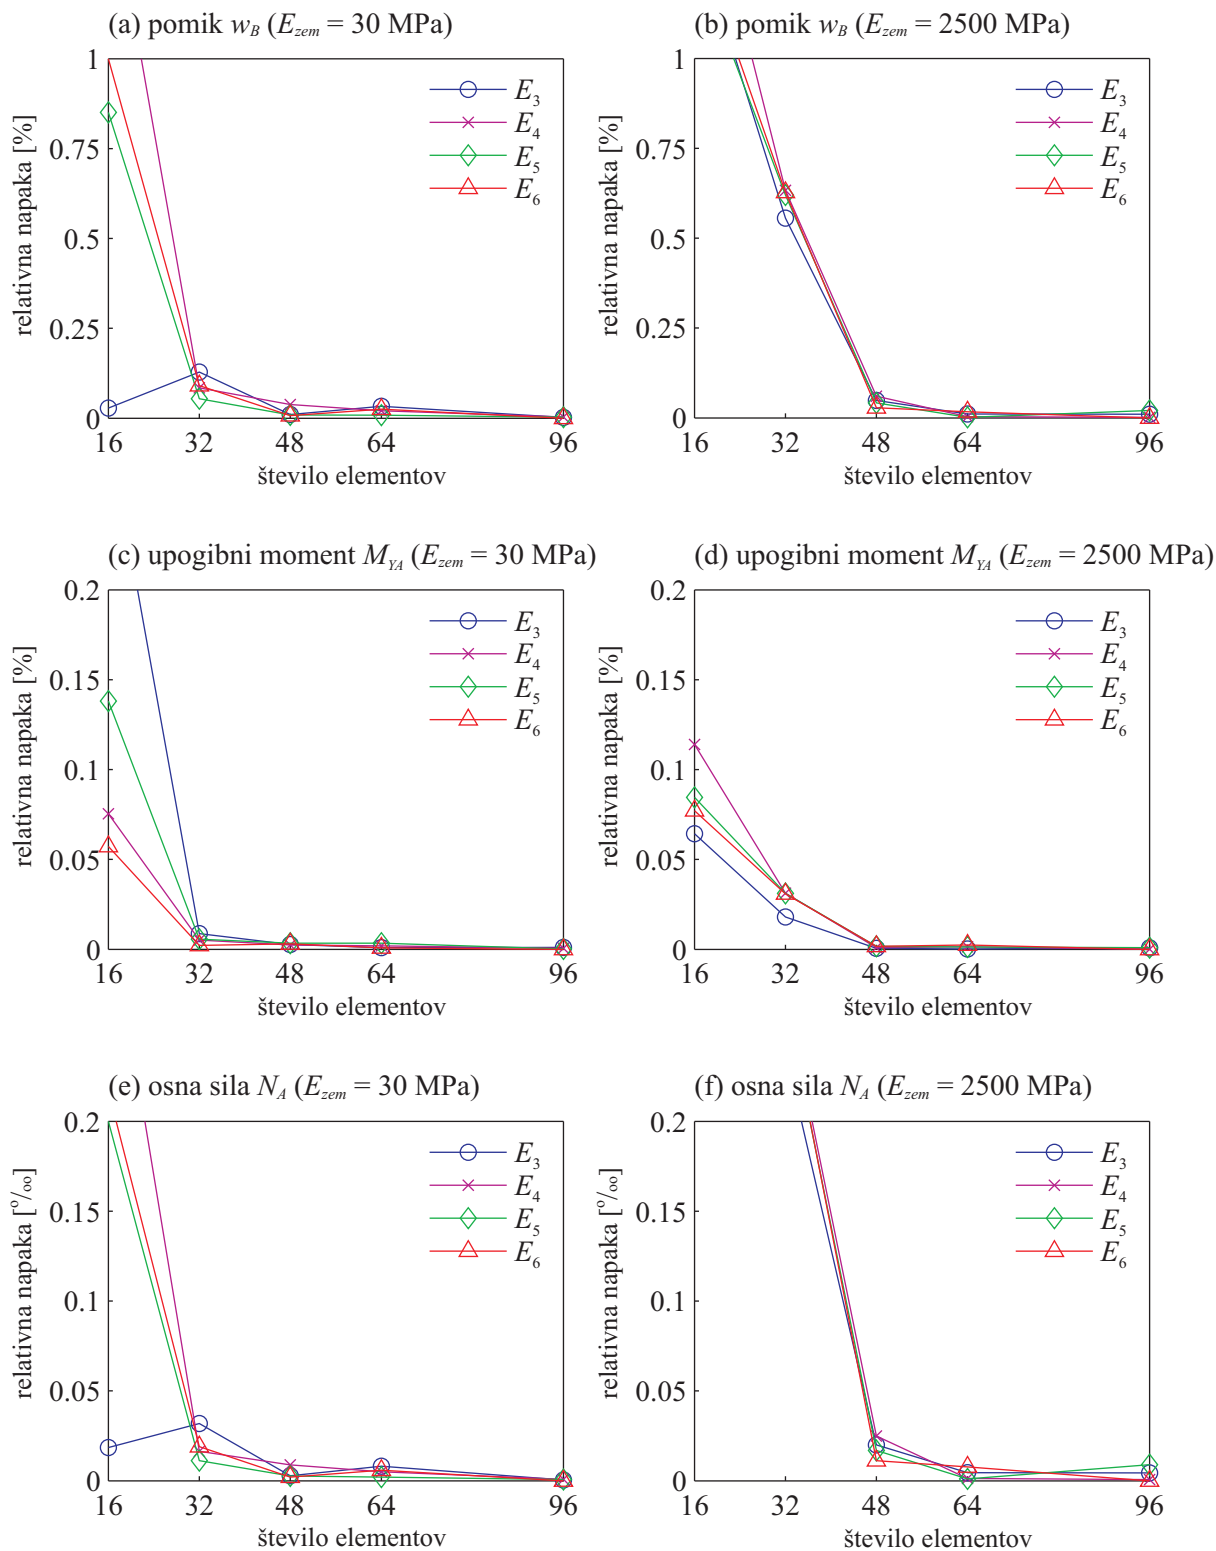 (a) pomik w_B (E_zem = 30 MPa)
1
0.75
0.5
0.25
0
relativna napaka [%]
E_3
E_4
E_5
E_6
16 32 48 64 96
število elementov
(b) pomik w_B (E_zem = 2500 MPa)
1
0.75
0.5
0.25
0
relativna napaka [%]
E_3
E_4
E_5
E_6
16 32 48 64 96
število elementov
(c) upogibni moment M_YA (E_zem = 30 MPa)
0.2
0.15
0.1
0.05
0
relativna napaka [%]
E_3
E_4
E_5
E_6
16 32 48 64 96
število elementov
(d) upogibni moment M_YA (E_zem = 2500 MPa)
0.2
0.15
0.1
0.05
0
relativna napaka [%]
E_3
E_4
E_5
E_6
16 32 48 64 96
število elementov
(e) osna sila N_A (E_zem = 30 MPa)
0.2
0.15
0.1
0.05
0
relativna napaka [°/∞]
E_3
E_4
E_5
E_6
16 32 48 64 96
število elementov
(f) osna sila N_A (E_zem = 2500 MPa)
0.2
0.15
0.1
0.05
0
relativna napaka [°/∞]
E_3
E_4
E_5
E_6
16 32 48 64 96
število elementov